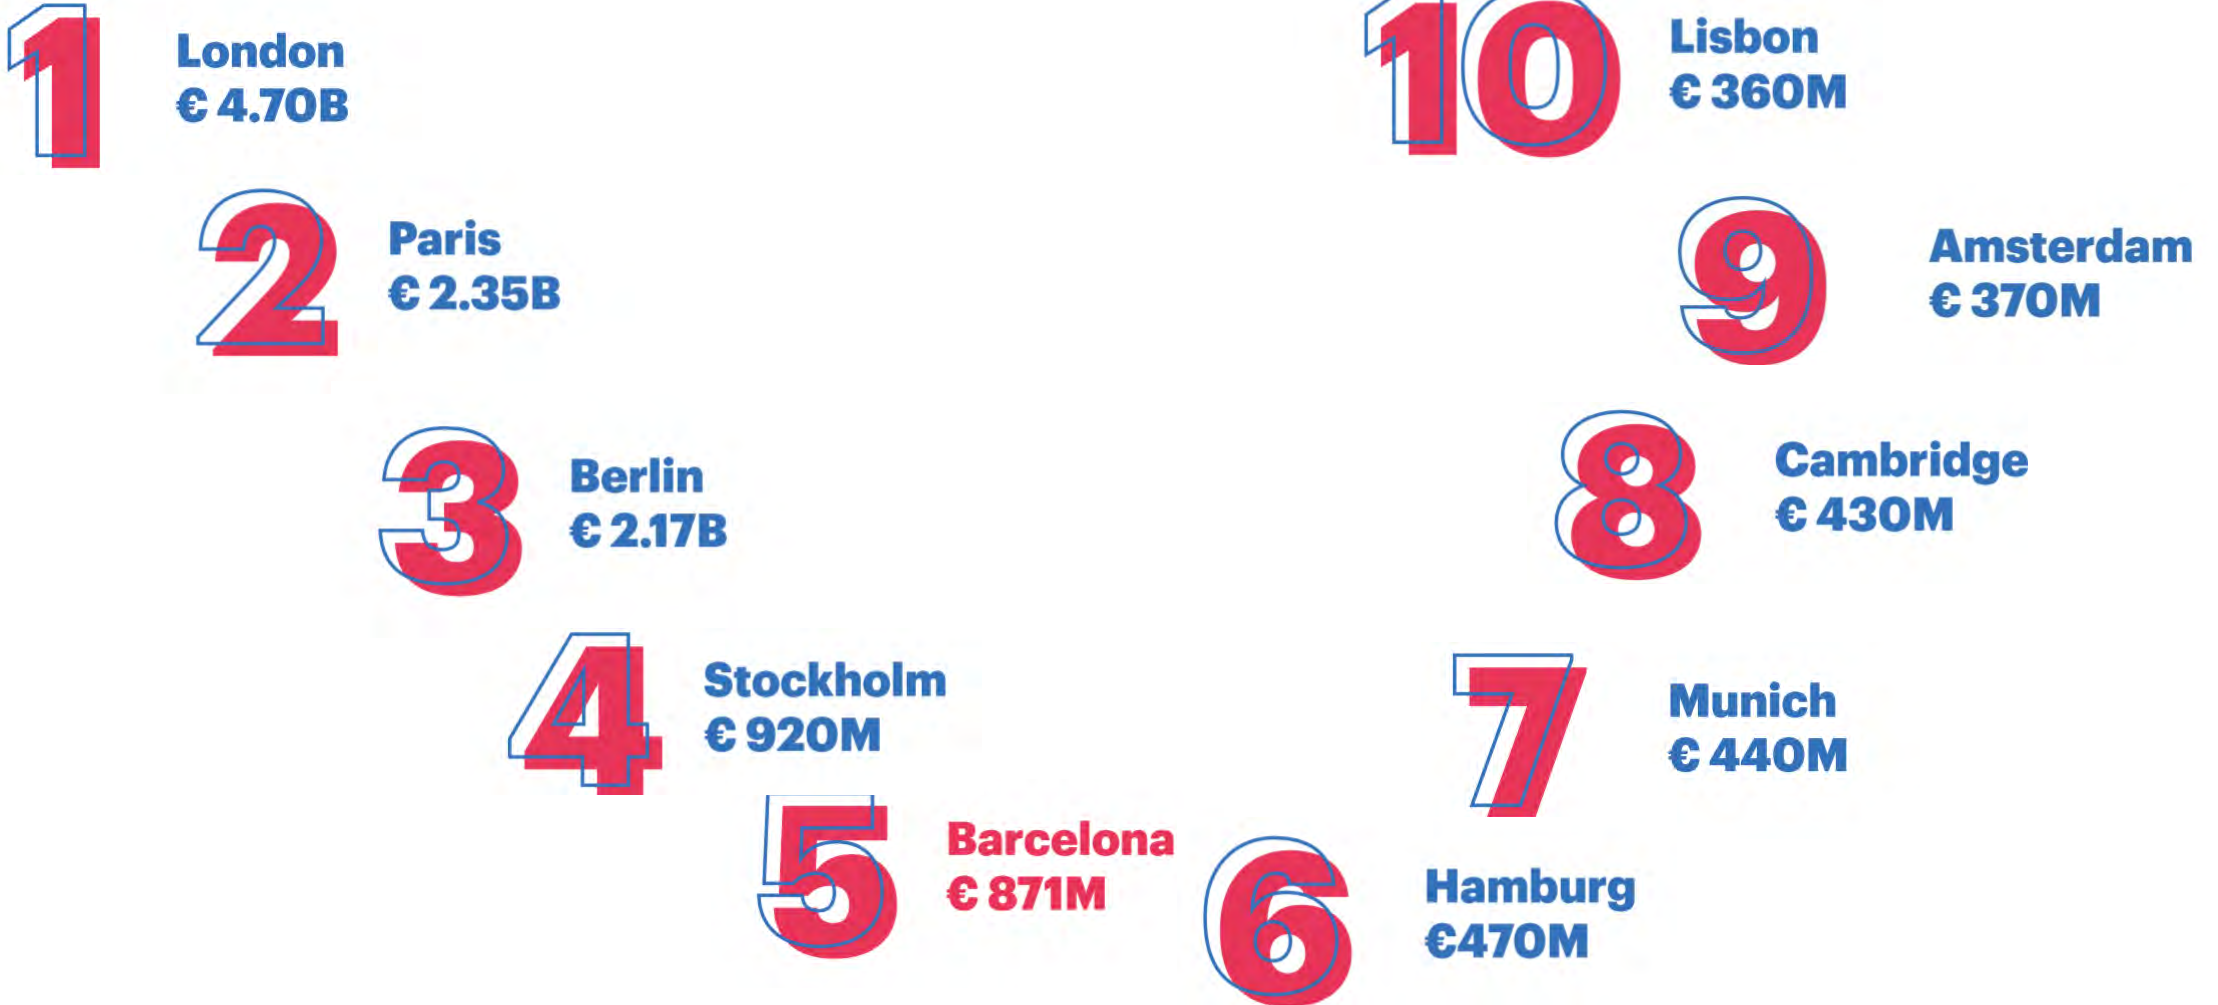 1
London
€ 4.70B
2
Paris
€ 2.35B
3
Berlin
€ 2.17B
4
Stockholm
€ 920M
5
Barcelona
€ 871M
6
Hamburg
€470M
7
Munich
€ 440M
8
Cambridge
€ 430M
9
Amsterdam
€ 370M
10
Lisbon
€ 360M